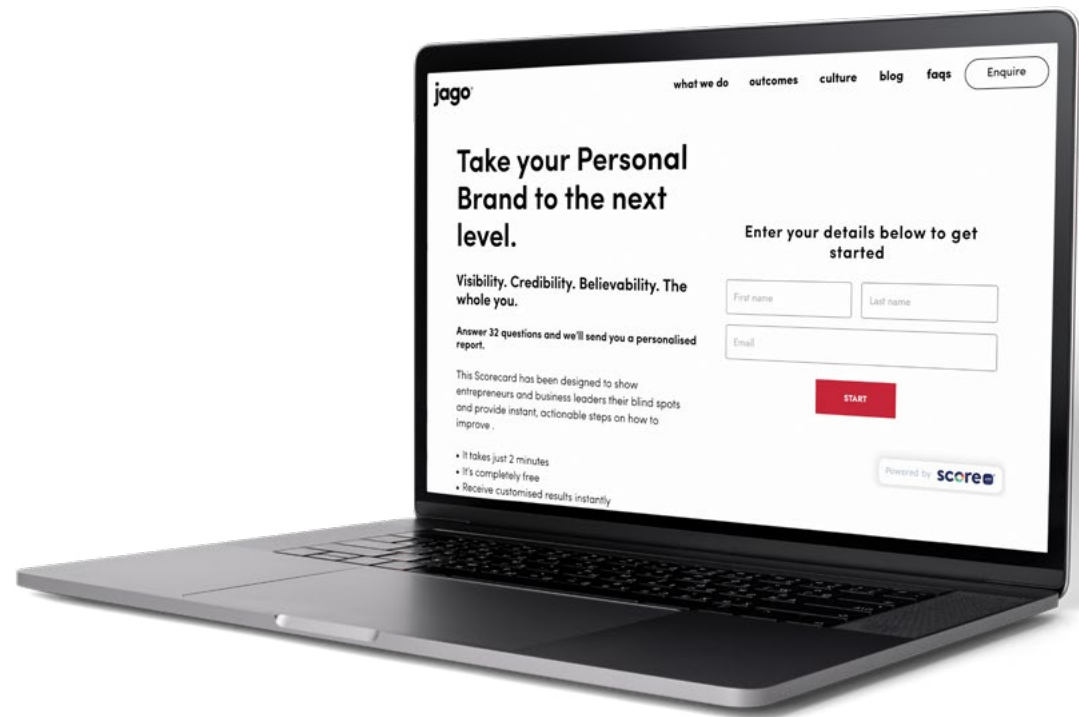 jago
what we do outcomes culture blog faqs Enquire
Take your Personal
Brand to the next
level.
Visibility. Credibility. Believability. The
whole you.
Answer 32 questions and we'll send you a personalised
report.
This Scorecard has been designed to show
entrepreneurs and business leaders their blind spots
and provide instant, actionable steps on how to
improve .
• It takes just 2 minutes
• It's completely free
• Receive customised results instantly
Enter your details below to get
started
First name Last name
Email
START
Powered by score